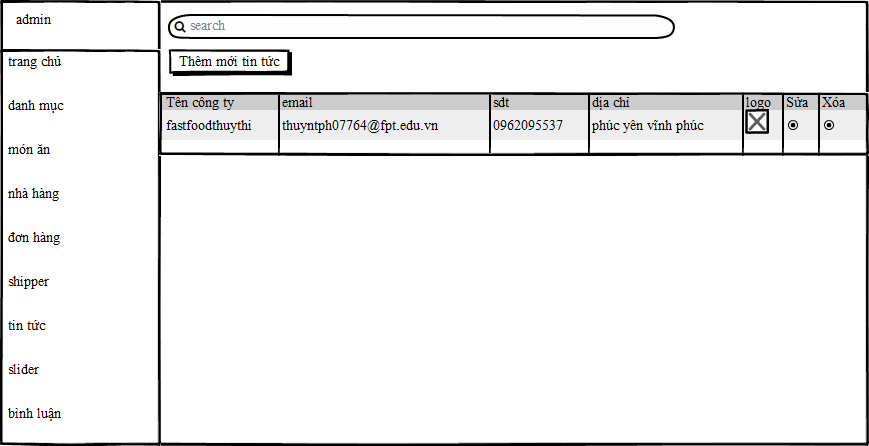 admin
search
Thêm mới tin tức
trang chủ
danh mục
món ăn
nhà hàng
đơn hàng
shipper
tin tức
slider
bình luận
Tên công ty email sdt dịa chỉ logo Sửa Xóa
fastfoodthuythi thuyntph07764@fpt.edu.vn 0962095537 phúc yên vĩnh phúc